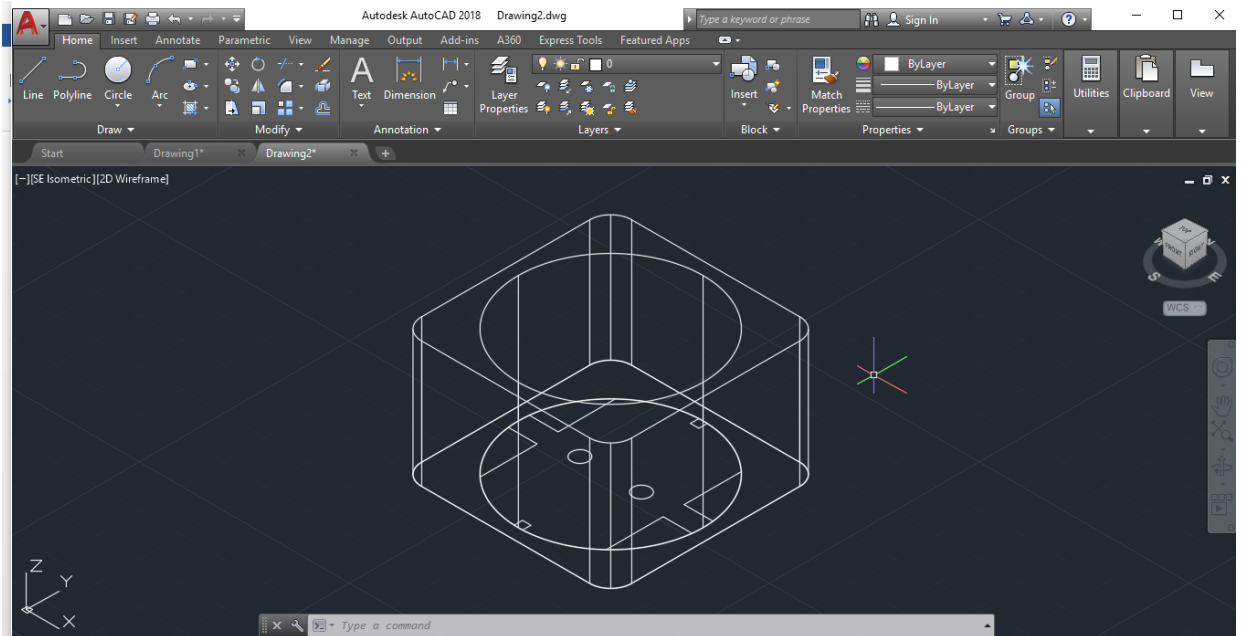 A Autodesk AutoCAD 2018 Drawing2.dwg Type a keyword or phrase Sign In
Home Insert Annotate Parametric View Manage Output Add-ins A360 Express Tools Featured Apps
0 ByLayer
Line Polyline Circle Arc Text Dimension Layer Properties Insert Match Properties ByLayer Group Utilities Clipboard View
ByLayer
Draw Modify Annotation Layers Block Properties Groups
Start Drawing1* Drawing2*
[−][SE Isometric][2D Wireframe]
TOP
W FRONT RIGHT N
S E
WCS
Z
Y
X
Type a command